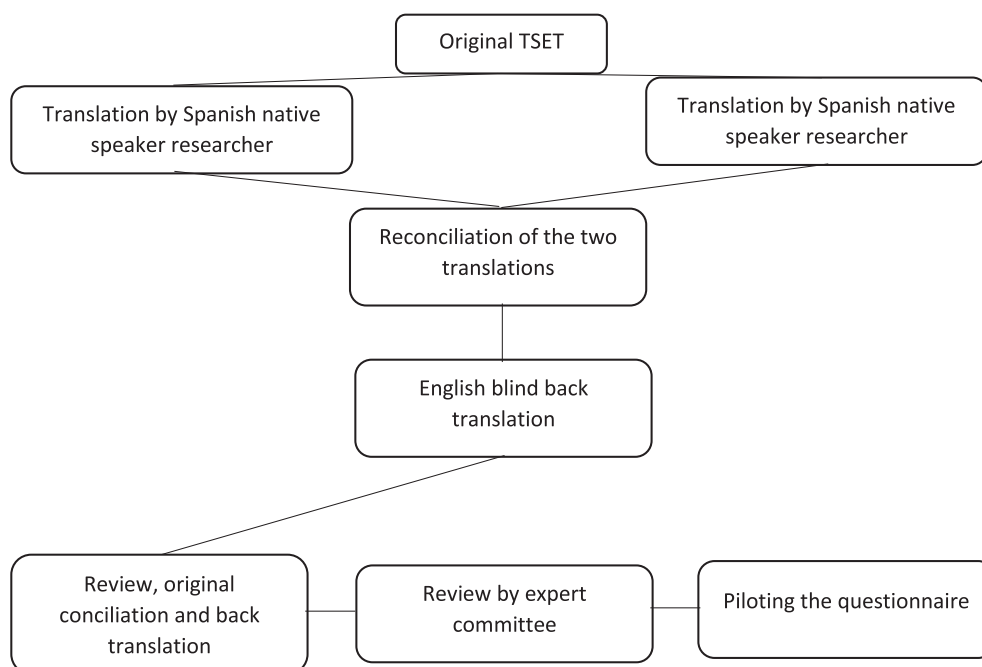 Original TSET
Translation by Spanish native
speaker researcher
Translation by Spanish native
speaker researcher
Reconciliation of the two
translations
English blind back
translation
Review, original
conciliation and back
translation
Review by expert
committee
Piloting the questionnaire